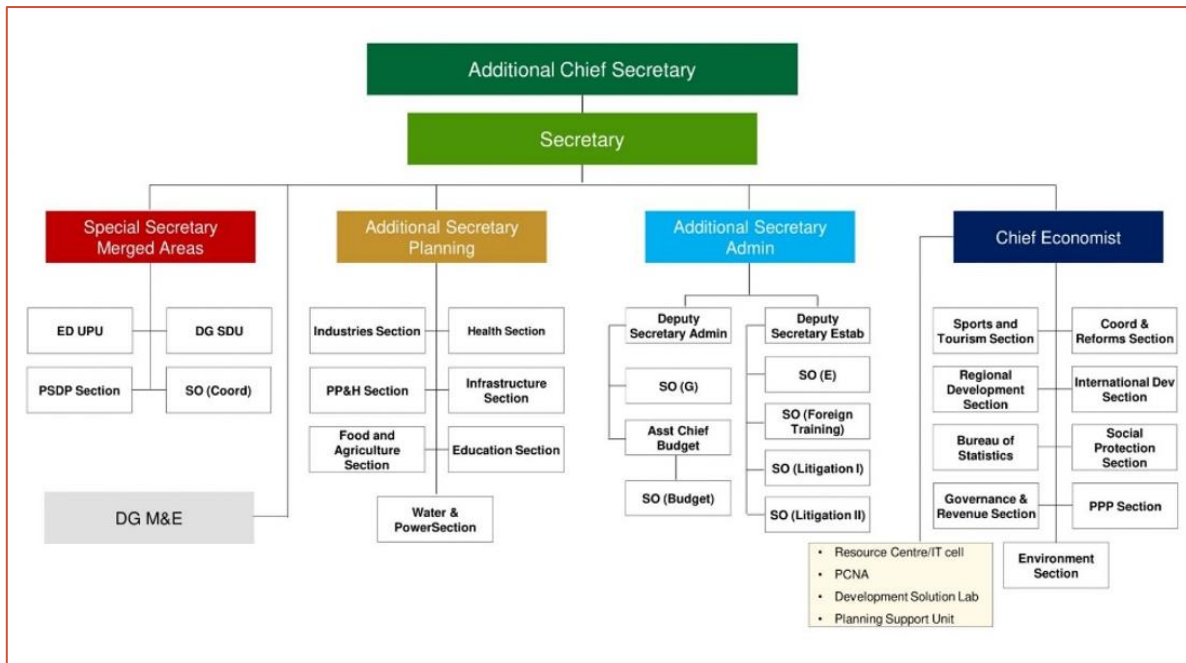 Additional Chief Secretary
Secretary
Special Secretary
Merged Areas
Additional Secretary
Planning
Additional Secretary
Admin
Chief Economist
ED UPU
DG SDU
PSDP Section
SO (Coord)
DG M&E
Industries Section
Health Section
PP&H Section
Infrastructure
Section
Food and
Agriculture
Section
Education Section
Water &
PowerSection
Deputy
Secretary Admin
Deputy
Secretary Estab
SO (G)
SO (E)
Asst Chief
Budget
SO (Foreign
Training)
SO (Budget)
SO (Litigation I)
SO (Litigation II)
Sports and
Tourism Section
Coord &
Reforms Section
Regional
Development
Section
International Dev
Section
Bureau of
Statistics
Social
Protection
Section
Governance &
Revenue Section
PPP Section
Environment
Section
• Resource Centre/IT cell
• PCNA
• Development Solution Lab
• Planning Support Unit